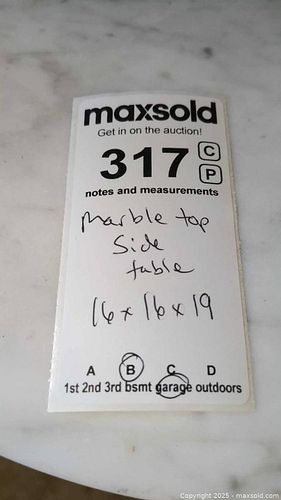 maxsold
Get in on the auction!
317 C
P
notes and measurements
Marble top
Side
table
16 x 16 x 19
A B C D
1st 2nd 3rd bsmt garage outdoors
Copyright © 2025 - maxsold.com